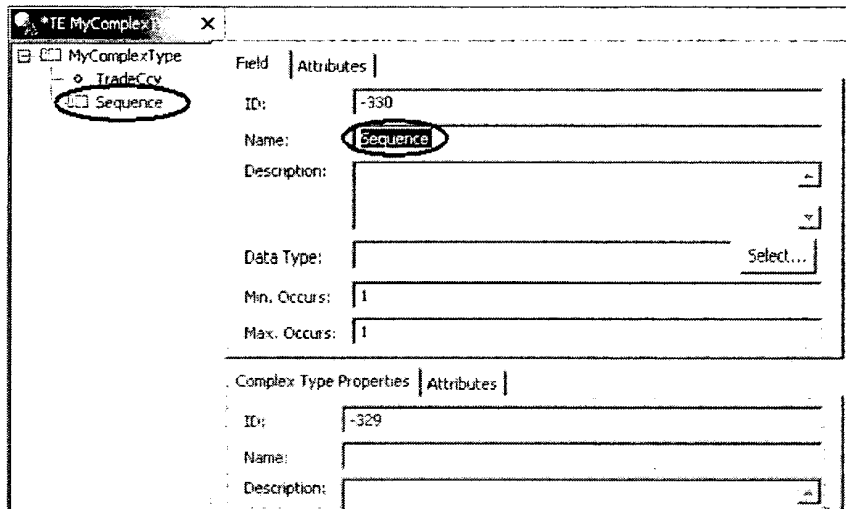 *TE MyComplexT
MyComplexType
TradeCcy
Sequence
Field Attributes
ID: -330
Name: Sequence
Description:
Data Type: Select...
Min. Occurs: 1
Max. Occurs: 1
Complex Type Properties Attributes
ID: -329
Name:
Description: